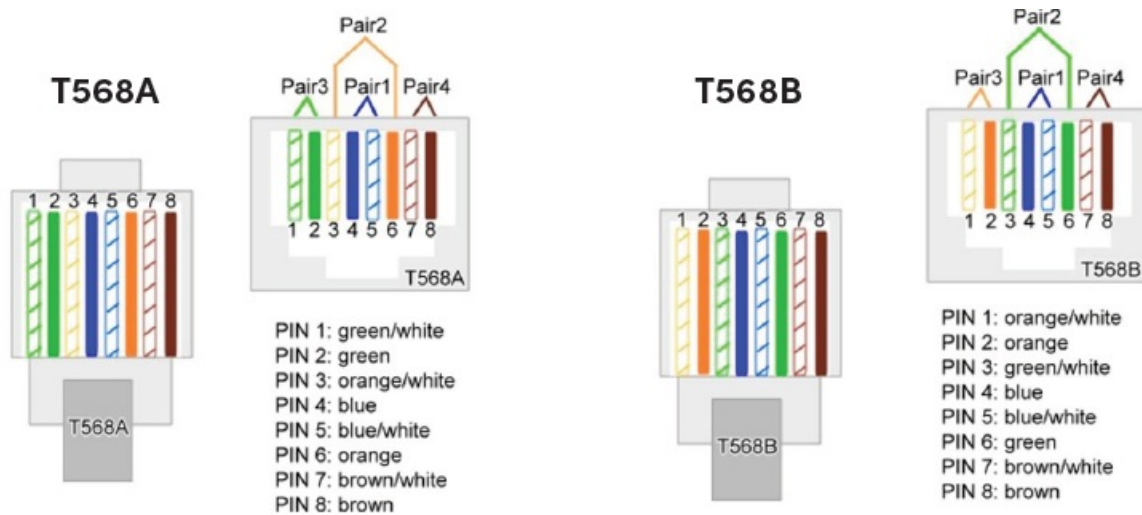 T568A
Pair2
Pair3 Pair1 Pair4
1 2 3 4 5 6 7 8
1 2 3 4 5 6 7 8
T568A
T568A
PIN 1: green/white
PIN 2: green
PIN 3: orange/white
PIN 4: blue
PIN 5: blue/white
PIN 6: orange
PIN 7: brown/white
PIN 8: brown
T568B
Pair2
Pair3 Pair1 Pair4
1 2 3 4 5 6 7 8
1 2 3 4 5 6 7 8
T568B
T568B
PIN 1: orange/white
PIN 2: orange
PIN 3: green/white
PIN 4: blue
PIN 5: blue/white
PIN 6: green
PIN 7: brown/white
PIN 8: brown